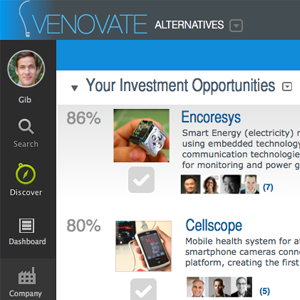 VENOVATE ALTERNATIVES
Gib
Search
Discover
Dashboard
Company
Your Investment Opportunities
86%
Encoresys
Smart Energy (electricity) r
using embedded technology
communication technologie
for monitoring and power g
(7)
80%
Cellscope
Mobile health system for at
smartphone cameras conne
platform, creating the first
(5)